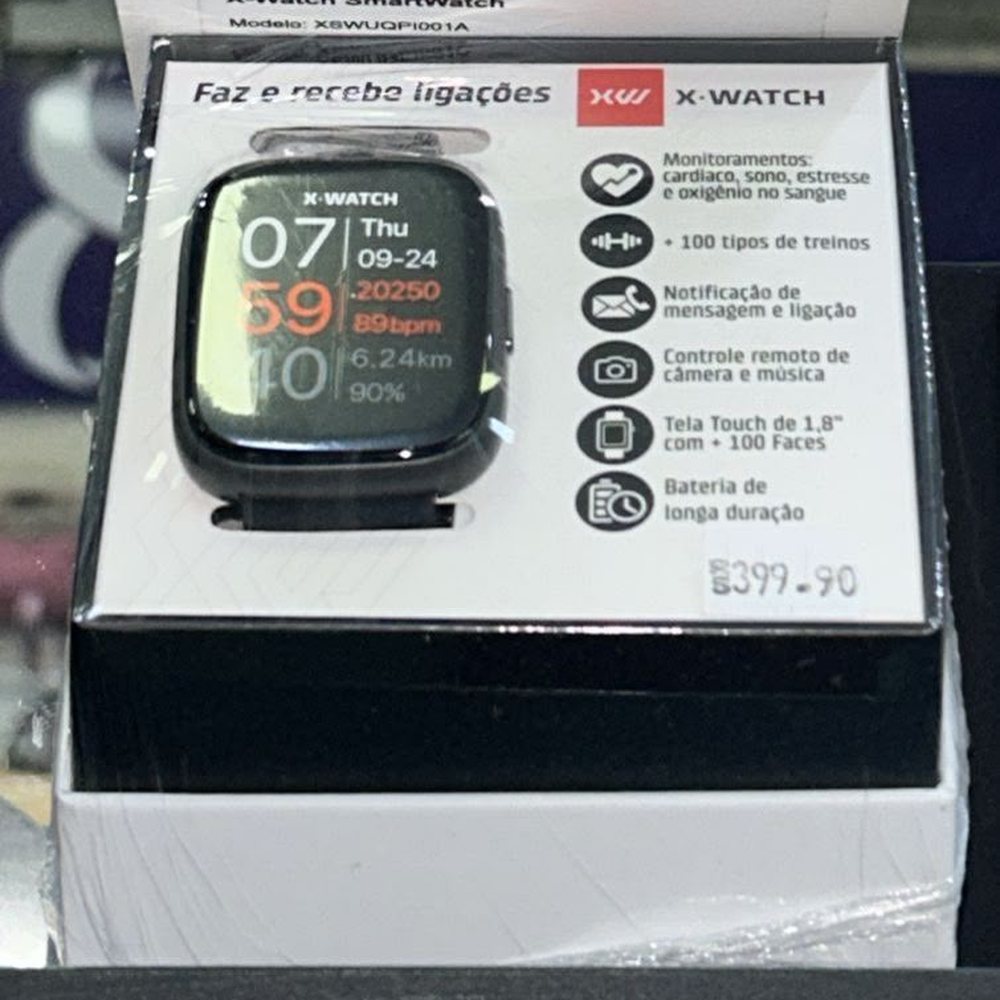 X-Watch Smartwatch
Modelo: XSWUQPI001A
Faz e recebe ligações
XW X·WATCH
X·WATCH
07
Thu
09-24
59
20250
89bpm
40
6.24km
90%
Monitoramentos:
cardíaco, sono, estresse
e oxigênio no sangue
+ 100 tipos de treinos
Notificação de
mensagem e ligação
Controle remoto de
câmera e música
Tela Touch de 1,8"
com + 100 Faces
Bateria de
longa duração
R$399.90